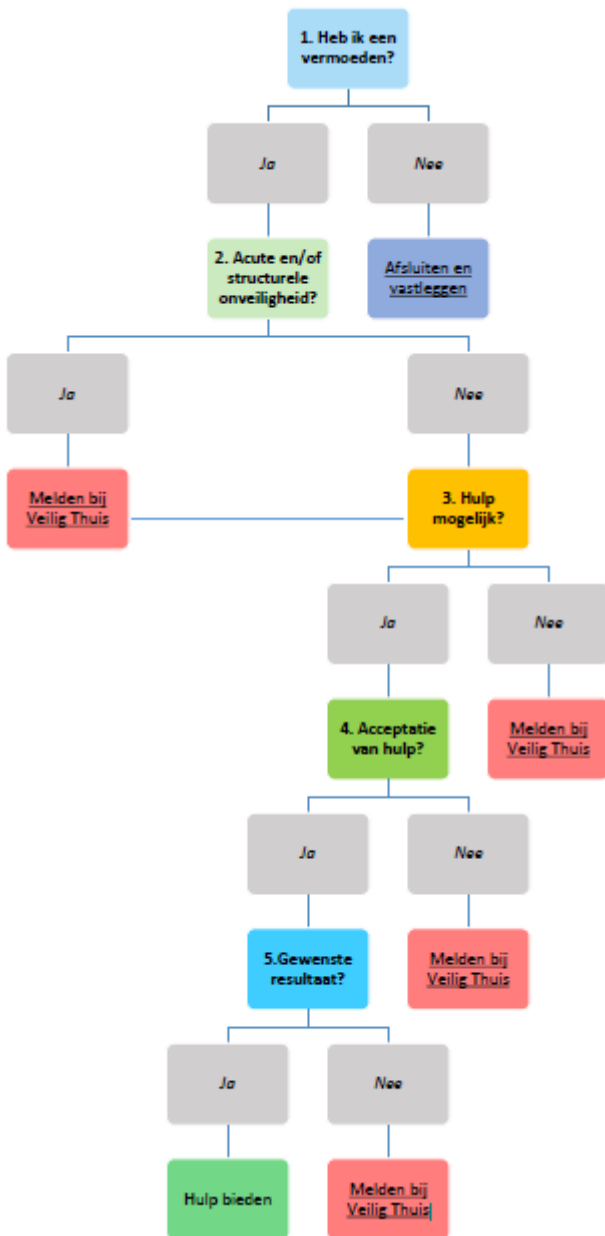 1. Heb ik een
vermoeden?
Ja
Nee
2. Acute en/of
structurele
onveiligheid?
Afsluiten en
vastleggen
Ja
Nee
Melden bij
Veilig Thuis
3. Hulp
mogelijk?
Ja
Nee
4. Acceptatie
van hulp?
Melden bij
Veilig Thuis
Ja
Nee
5.Gewenste
resultaat?
Melden bij
Veilig Thuis
Ja
Nee
Hulp bieden
Melden bij
Veilig Thuis